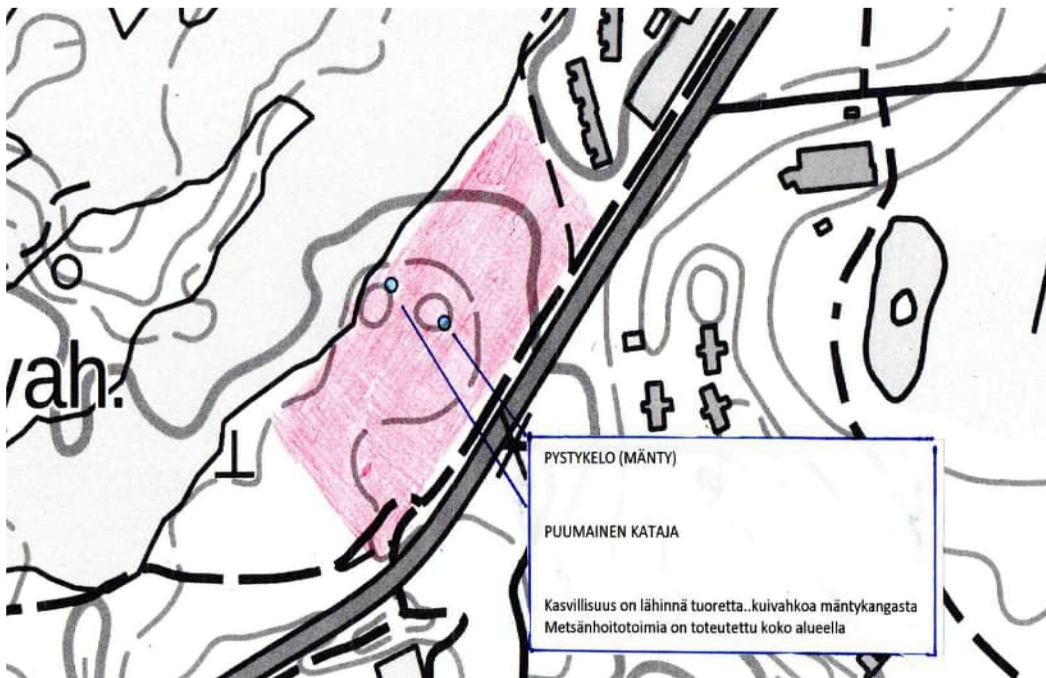 vah.
PYSTYKELO (MÄNTY)
PUUMAINEN KATAJA
Kasvillisuus on lähinnä tuoretta..kuivahkoa mäntykangasta
Metsänhoitotoimia on toteutettu koko alueella